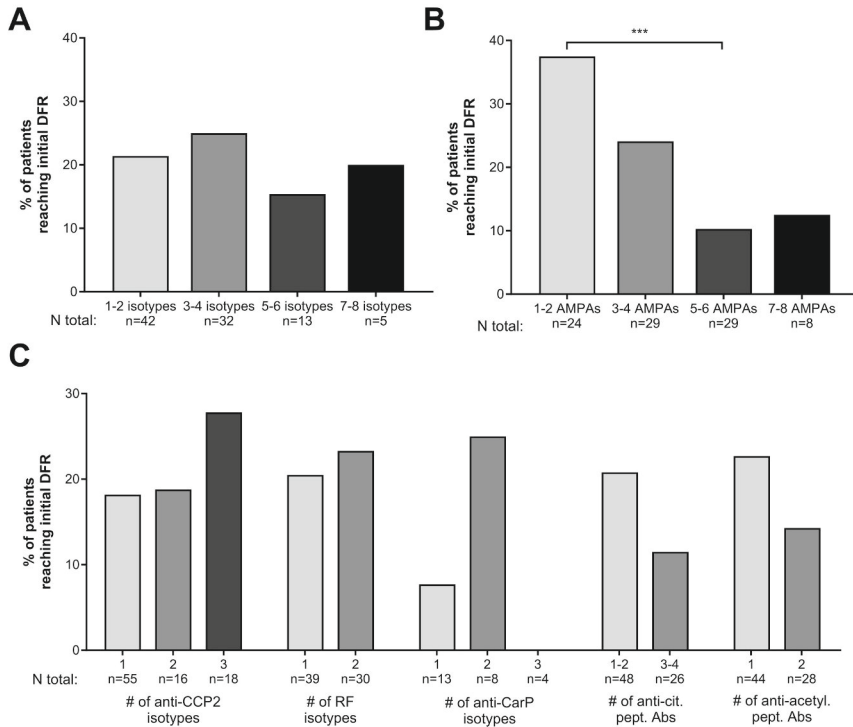 A
% of patients
reaching initial DFR
40
30
20
10
0
1-2 isotypes 3-4 isotypes 5-6 isotypes 7-8 isotypes
N total: n=42 n=32 n=13 n=5
B
***
% of patients
reaching initial DFR
40
30
20
10
0
1-2 AMPAs 3-4 AMPAs 5-6 AMPAs 7-8 AMPAs
N total: n=24 n=29 n=29 n=8
C
% of patients
reaching initial DFR
30
20
10
0
1 2 3 1 2 1 2 3 1-2 3-4 1 2
N total: n=55 n=16 n=18 n=39 n=30 n=13 n=8 n=4 n=48 n=26 n=44 n=28
# of anti-CCP2 # of RF # of anti-CarP # of anti-cit. # of anti-acetyl.
isotypes isotypes isotypes pept. Abs pept. Abs